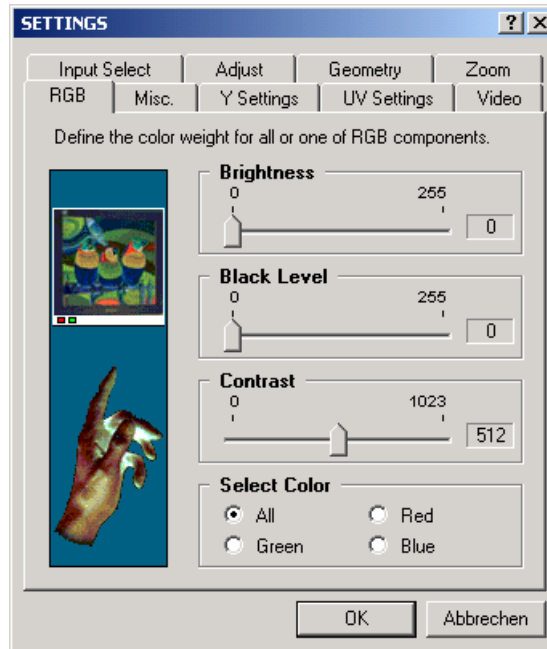 SETTINGS
Input Select Adjust Geometry Zoom
RGB Misc. Y Settings UV Settings Video
Define the color weight for all or one of RGB components.
Brightness
0 255
0
Black Level
0 255
0
Contrast
0 1023
512
Select Color
All Red
Green Blue
OK Abbrechen